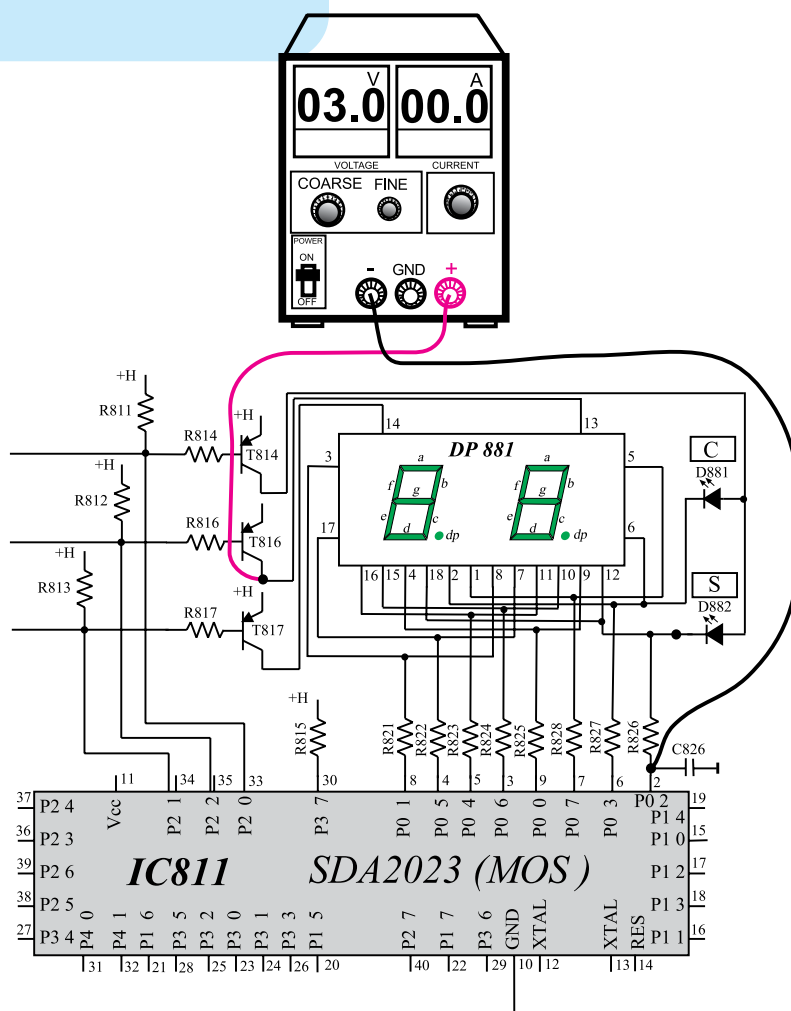 V A
03.0 00.0
VOLTAGE CURRENT
COARSE FINE
POWER
ON
OFF
- GND +
+H
R811
+H
R814
T814
14 13
DP 881
3 5
a a
f b f b
g g
e c e c
d d
dp dp
17 6
C
D881
+H
R812
R816
T816
+H
R813
+H
R817
T817
16 15 4 18 2 1 8 7 11 10 9 12
S
D882
+H
R815
R821
R822
R823
R824
R825
R828
R827
R826
C826
11 34 35 33 30 8 4 5 3 9 7 6 2
37 P2 4
36 P2 3
39 P2 6
38 P2 5
27 P3 4
Vcc
P2 1
P2 2
P2 0
P3 7
P0 1
P0 5
P0 4
P0 6
P0 0
P0 7
P0 3
P0 2
P1 4 19
P1 0 15
P1 2 17
P1 3 18
P1 1 16
IC811 SDA2023 (MOS )
P4 0
P4 1
P1 6
P3 5
P3 2
P3 0
P3 1
P3 3
P1 5
P2 7
P1 7
P3 6
GND
XTAL
XTAL
RES
31 32 21 28 25 23 24 26 20 40 22 29 10 12 13 14